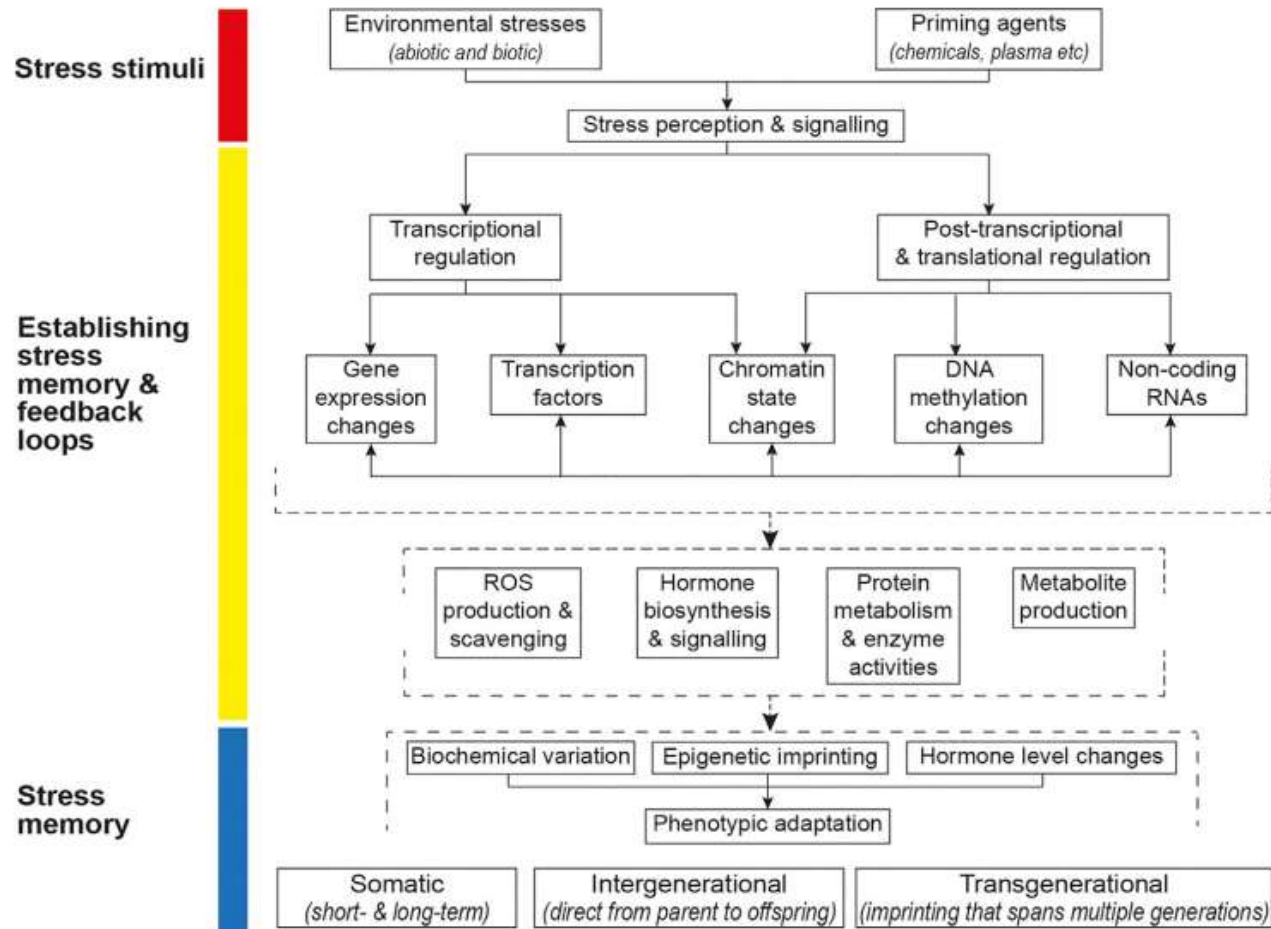 Stress stimuli
Environmental stresses
(abiotic and biotic)
Priming agents
(chemicals, plasma etc)
Stress perception & signalling
Establishing
stress
memory &
feedback
loops
Transcriptional
regulation
Post-transcriptional
& translational regulation
Gene
expression
changes
Transcription
factors
Chromatin
state
changes
DNA
methylation
changes
Non-coding
RNAs
ROS
production &
scavenging
Hormone
biosynthesis
& signalling
Protein
metabolism
& enzyme
activities
Metabolite
production
Stress
memory
Biochemical variation
Epigenetic imprinting
Hormone level changes
Phenotypic adaptation
Somatic
(short- & long-term)
Intergenerational
(direct from parent to offspring)
Transgenerational
(imprinting that spans multiple generations)